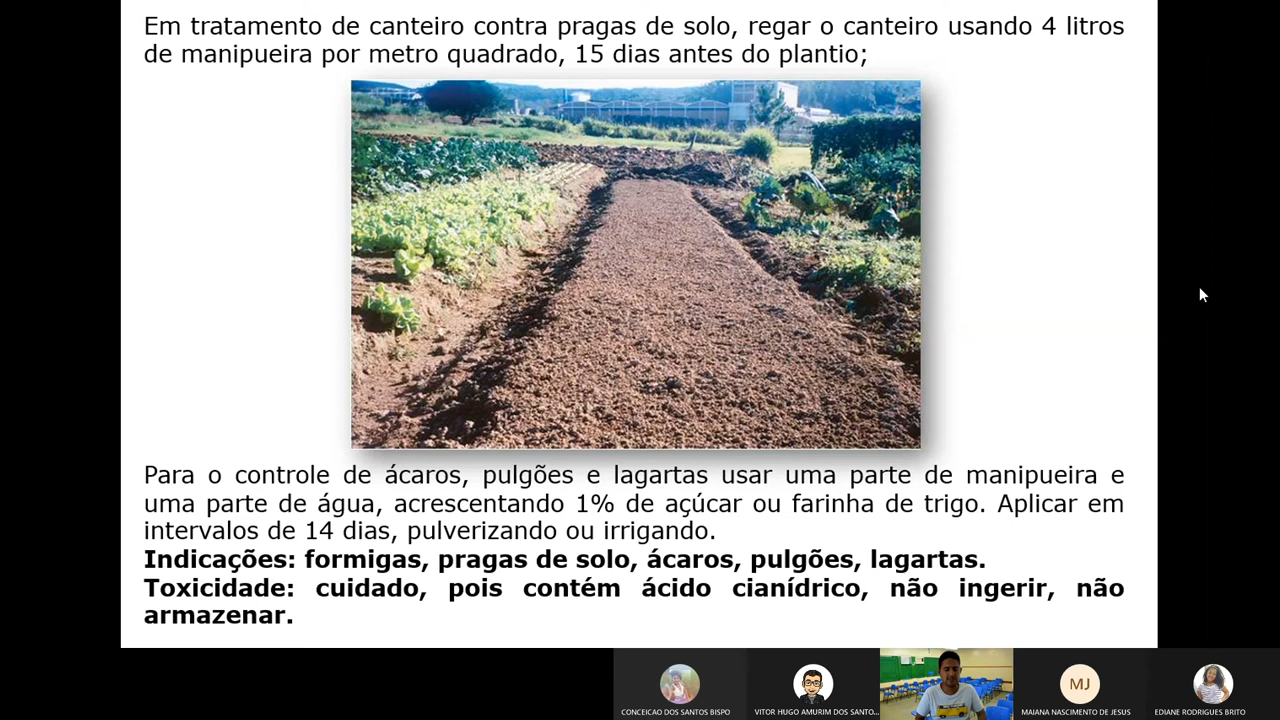 Em tratamento de canteiro contra pragas de solo, regar o canteiro usando 4 litros
de manipueira por metro quadrado, 15 dias antes do plantio;
Para o controle de ácaros, pulgões e lagartas usar uma parte de manipueira e
uma parte de água, acrescentando 1% de açúcar ou farinha de trigo. Aplicar em
intervalos de 14 dias, pulverizando ou irrigando.
Indicações: formigas, pragas de solo, ácaros, pulgões, lagartas.
Toxicidade: cuidado, pois contém ácido cianídrico, não ingerir, não
armazenar.
MJ
CONCEICAO DOS SANTOS BISPO
VITOR HUGO AMURIM DOS SANTO...
MAIANA NASCIMENTO DE JESUS
EDIANE RODRIGUES BRITO